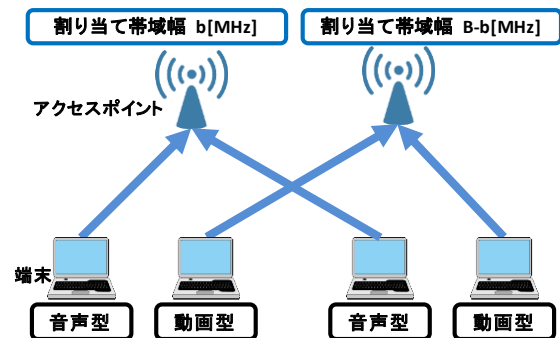 割り当て帯域幅 b[MHz]
割り当て帯域幅 B-b[MHz]
アクセスポイント
端末
音声型
動画型
音声型
動画型